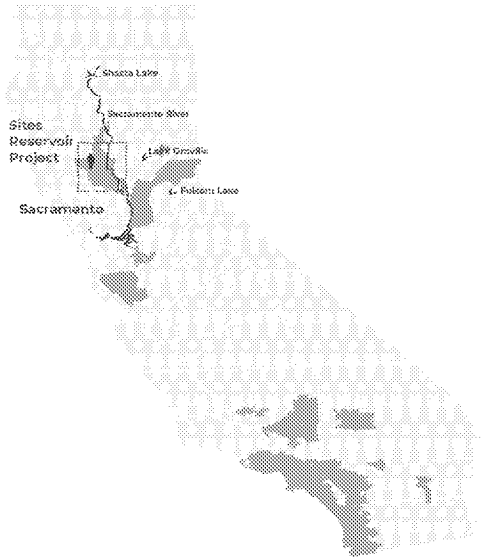 Shasta Lake
Sacramento River
Sites
Reservoir
Project
Lake Oroville
Folsom Lake
Sacramento